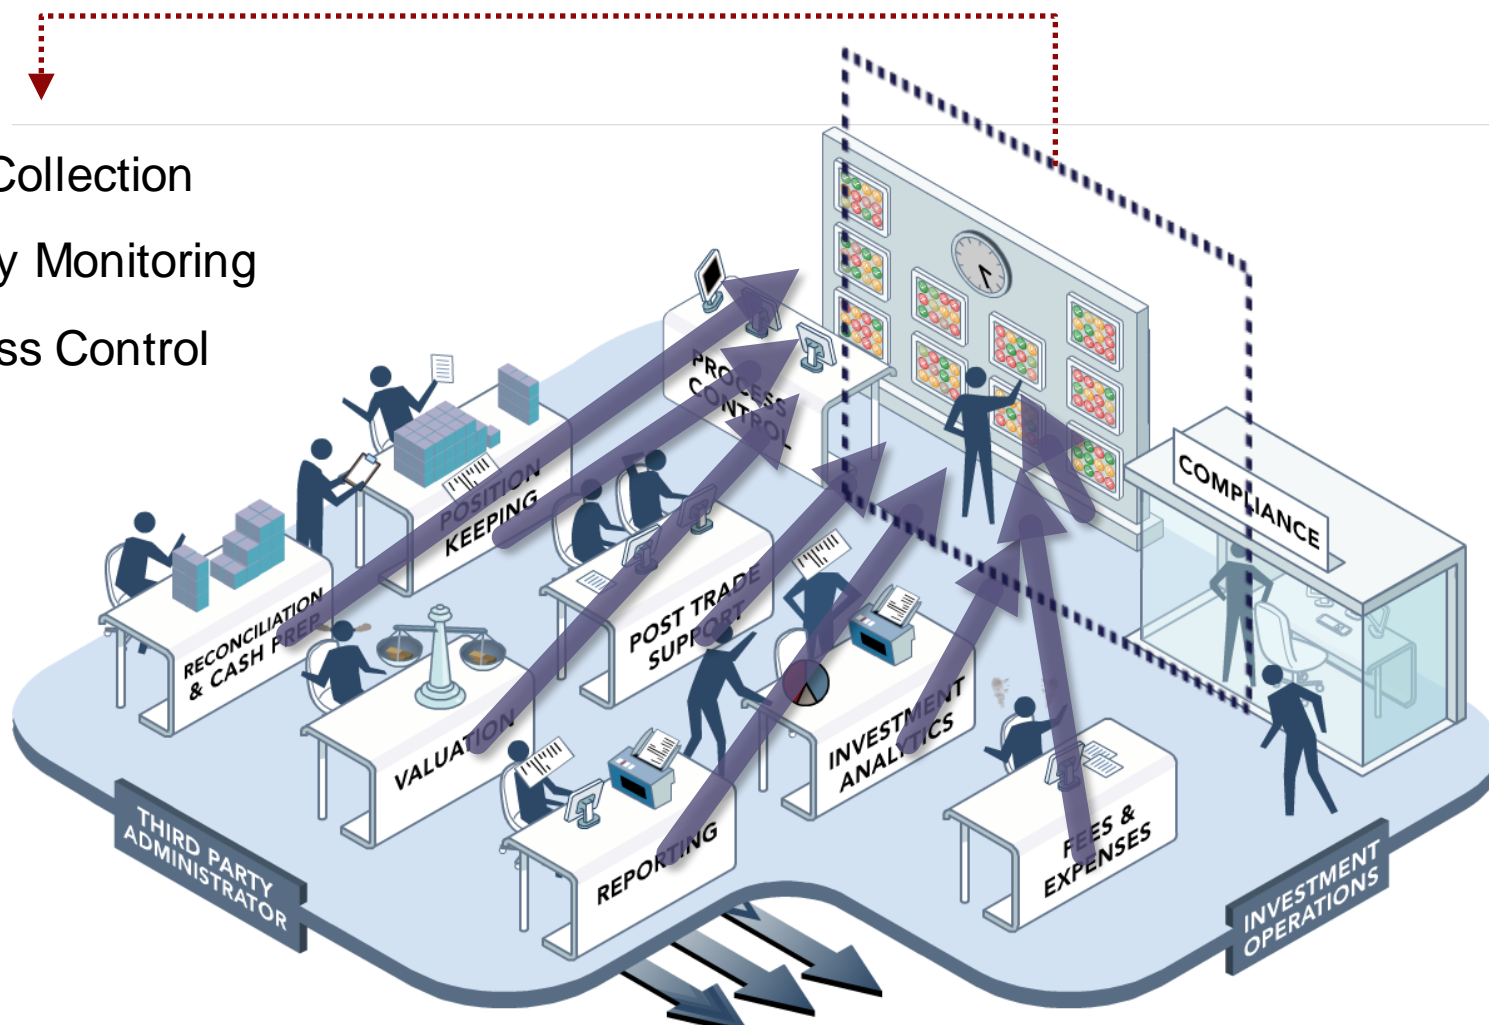 Collection
y Monitoring
ss Control
PROCESS
CONTROL
POSITION
KEEPING
COMPLIANCE
RECONCILIATION
& CASH PREP
POST TRADE
SUPPORT
VALUATION
INVESTMENT
ANALYTICS
REPORTING
FEES &
EXPENSES
THIRD PARTY
ADMINISTRATOR
INVESTMENT
OPERATIONS